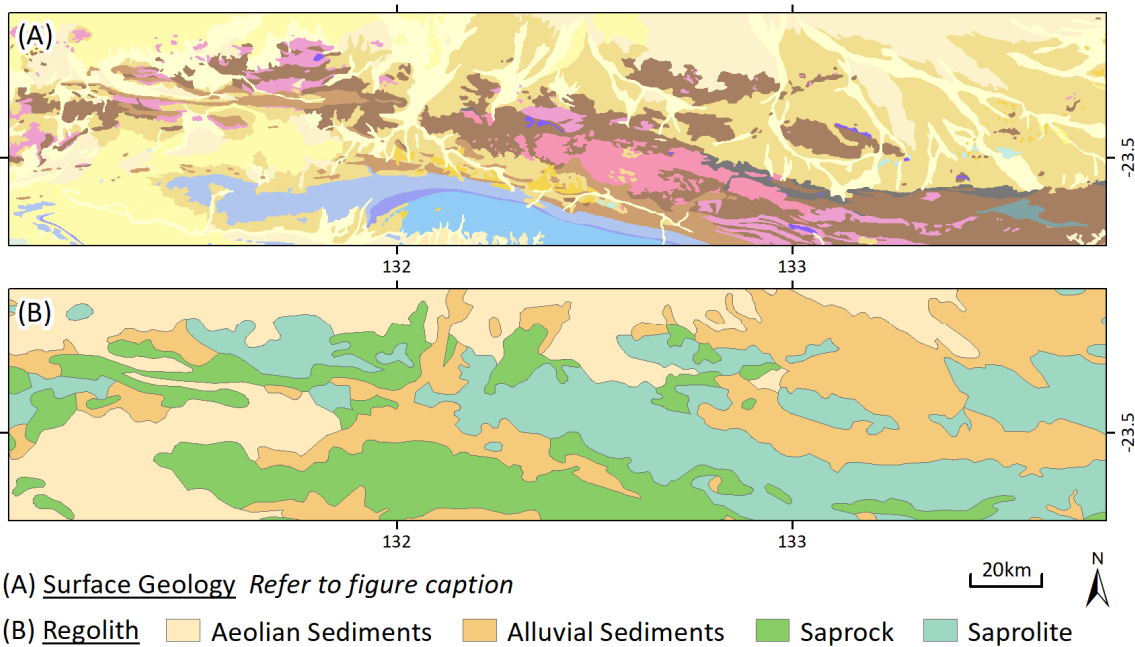 (A)
23.5
132
133
(B)
-23.5
132
133
20km
N
(A) Surface Geology Refer to figure caption
(B) Regolith Aeolian Sediments Alluvial Sediments Saprock Saprolite